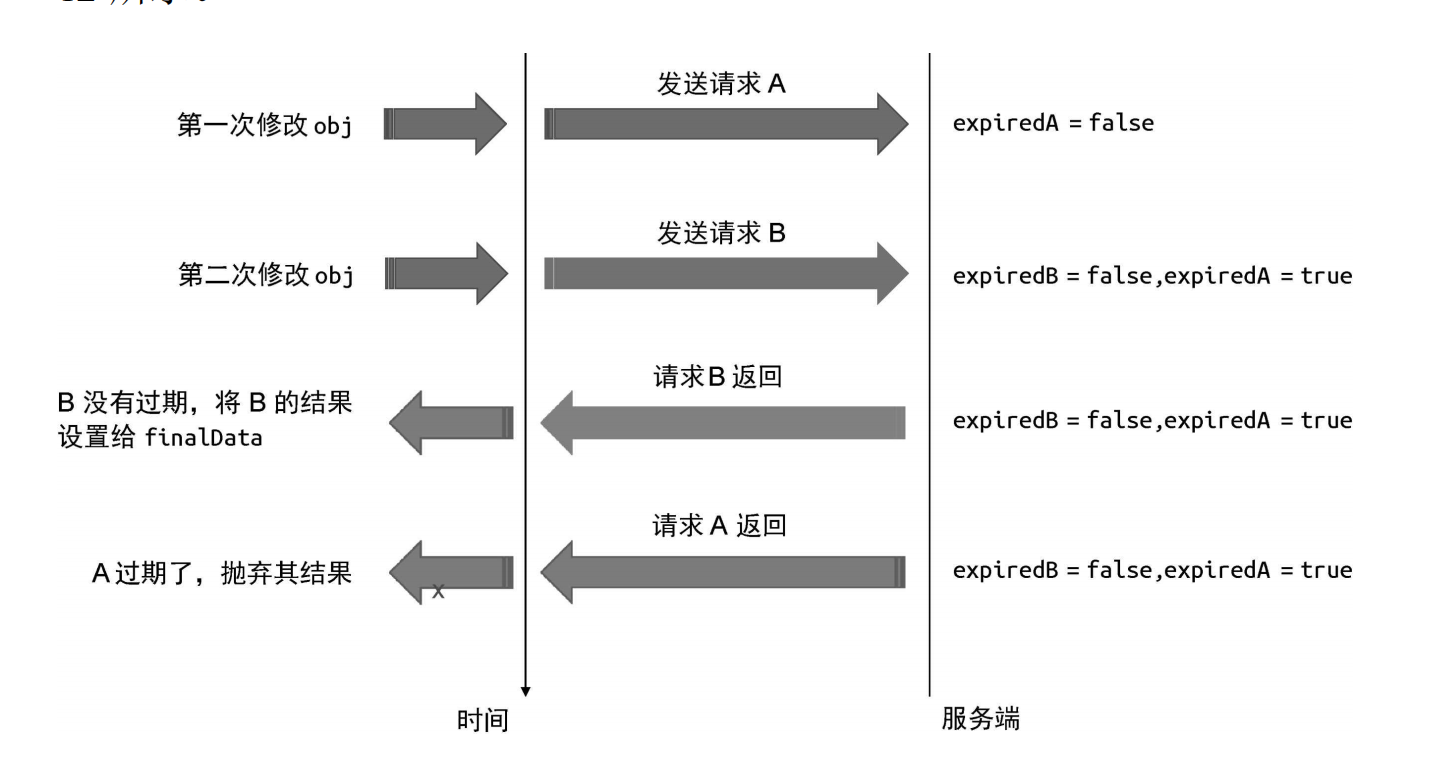 发送请求 A
第一次修改 obj
expiredA = false
发送请求 B
第二次修改 obj
expiredB = false,expiredA = true
请求B 返回
B 没有过期，将 B 的结果
设置给 finalData
expiredB = false,expiredA = true
请求 A 返回
A 过期了，抛弃其结果
x
expiredB = false,expiredA = true
时间
服务端